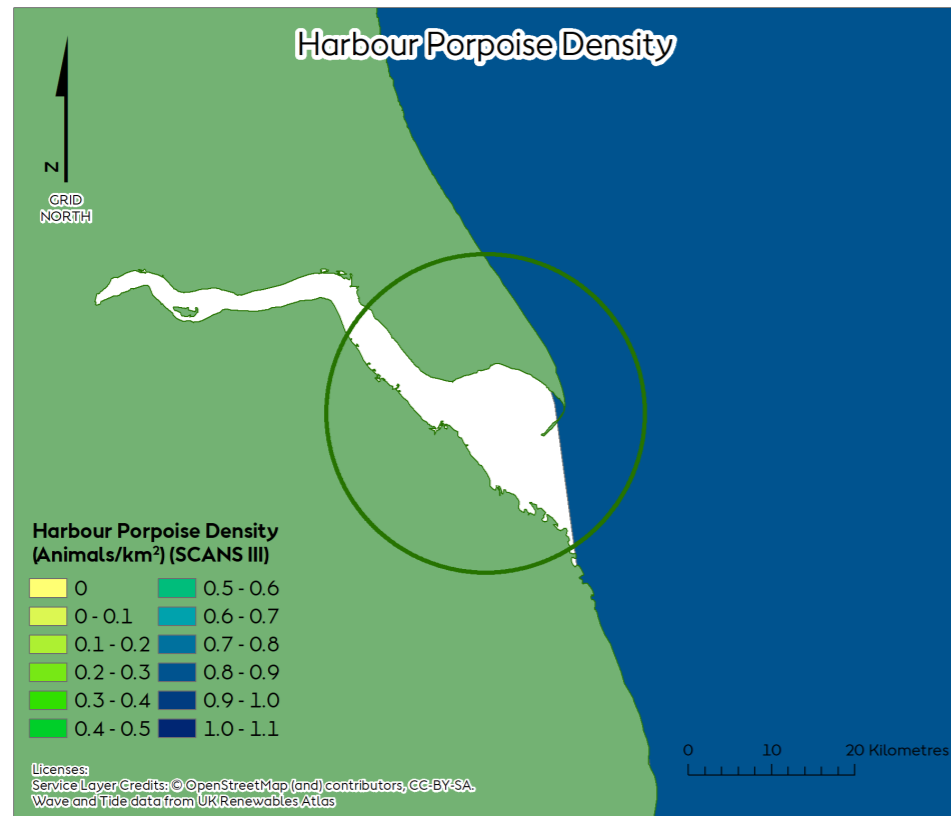 Harbour Porpoise Density
N
GRID
NORTH
Harbour Porpoise Density
(Animals/km²) (SCANS III)
0
0 - 0.1
0.1 - 0.2
0.2 - 0.3
0.3 - 0.4
0.4 - 0.5
0.5 - 0.6
0.6 - 0.7
0.7 - 0.8
0.8 - 0.9
0.9 - 1.0
1.0 - 1.1
0 10 20 Kilometres
Licenses:
Service Layer Credits: © OpenStreetMap (and) contributors, CC-BY-SA.
Wave and Tide data from UK Renewables Atlas